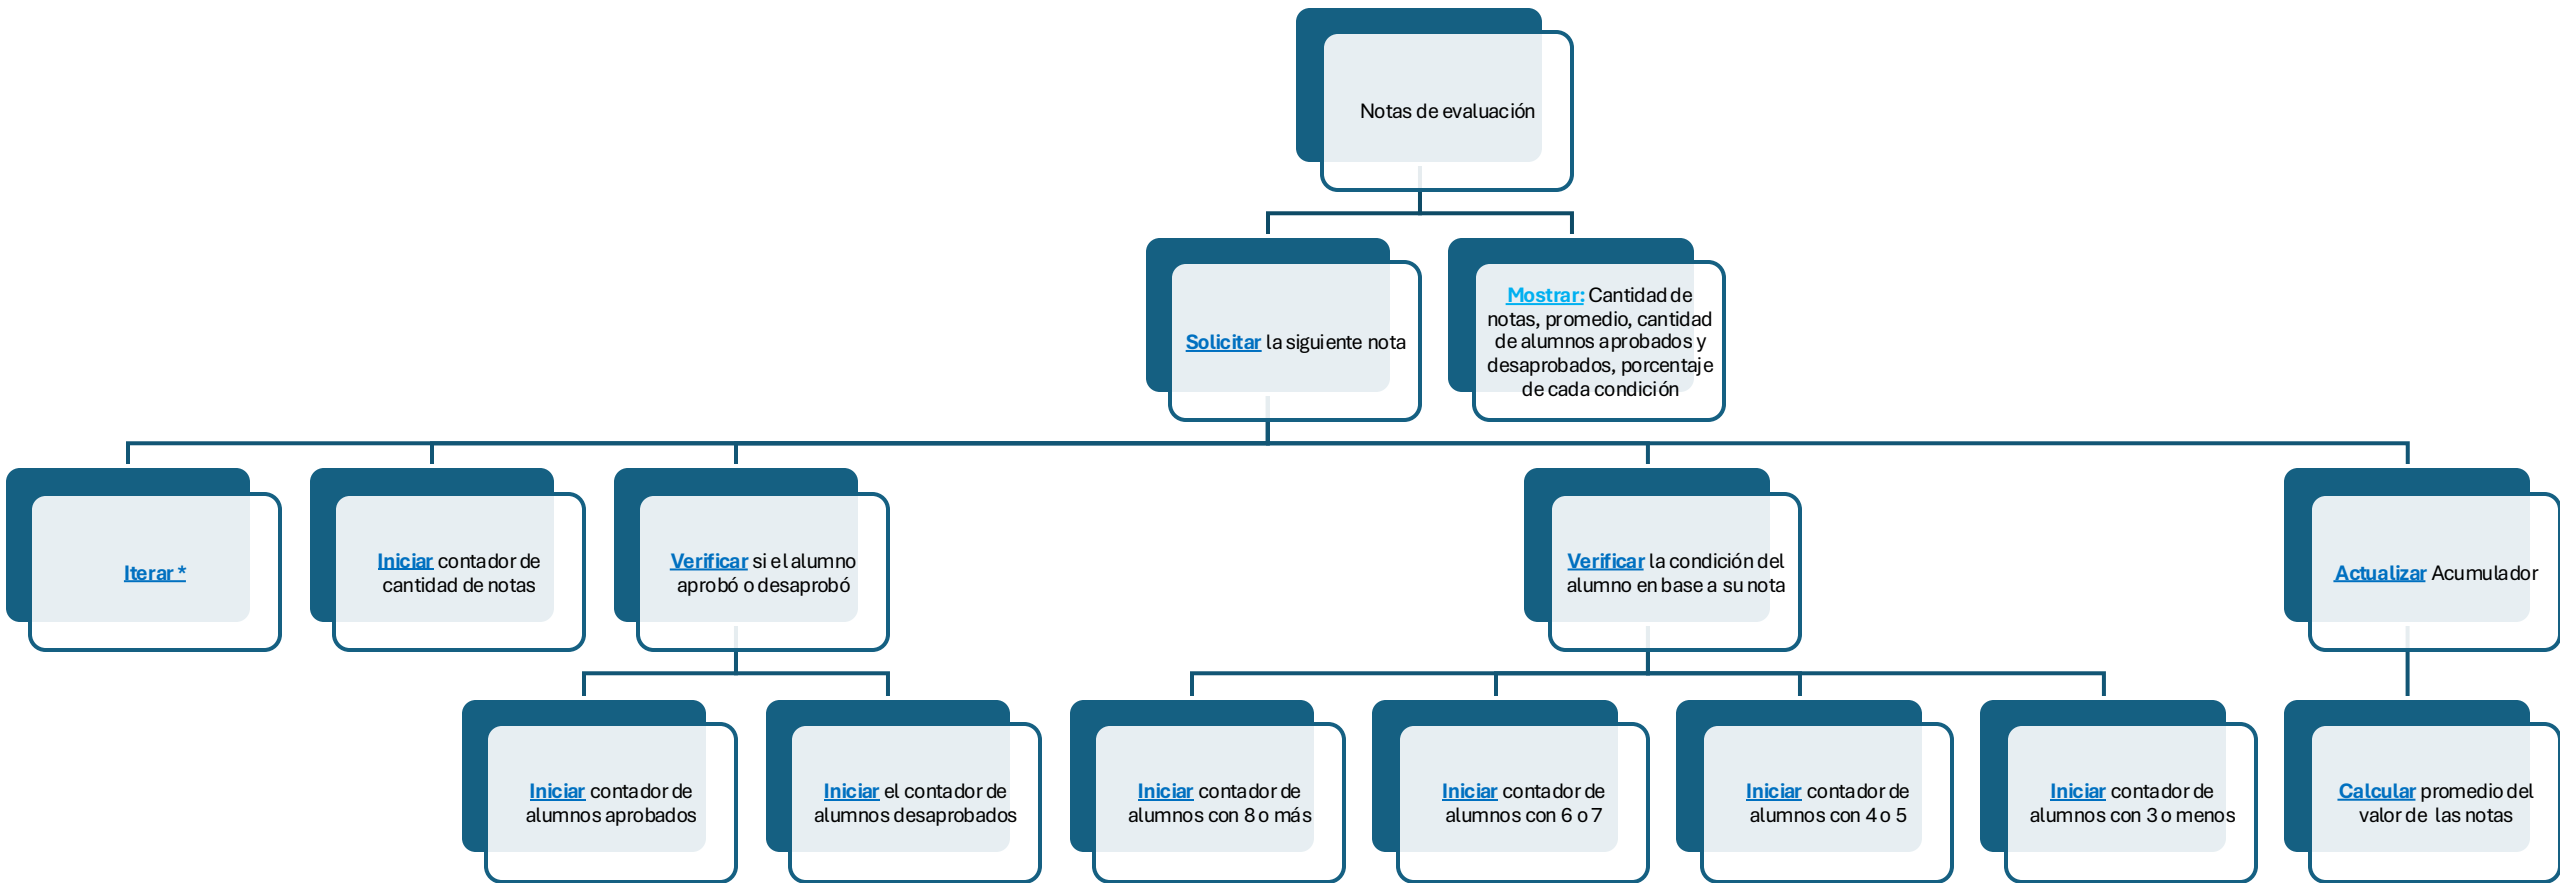 Notas de evaluación
Solicitar la siguiente nota
Mostrar: Cantidad de
notas, promedio, cantidad
de alumnos aprobados y
desaprobados, porcentaje
de cada condición
Iterar *
Iniciar contador de
cantidad de notas
Verificar si el alumno
aprobó o desaprobó
Verificar la condición del
alumno en base a su nota
Actualizar Acumulador
Iniciar contador de
alumnos aprobados
Iniciar el contador de
alumnos desaprobados
Iniciar contador de
alumnos con 8 o más
Iniciar contador de
alumnos con 6 o 7
Iniciar contador de
alumnos con 4 o 5
Iniciar contador de
alumnos con 3 o menos
Calcular promedio del
valor de las notas